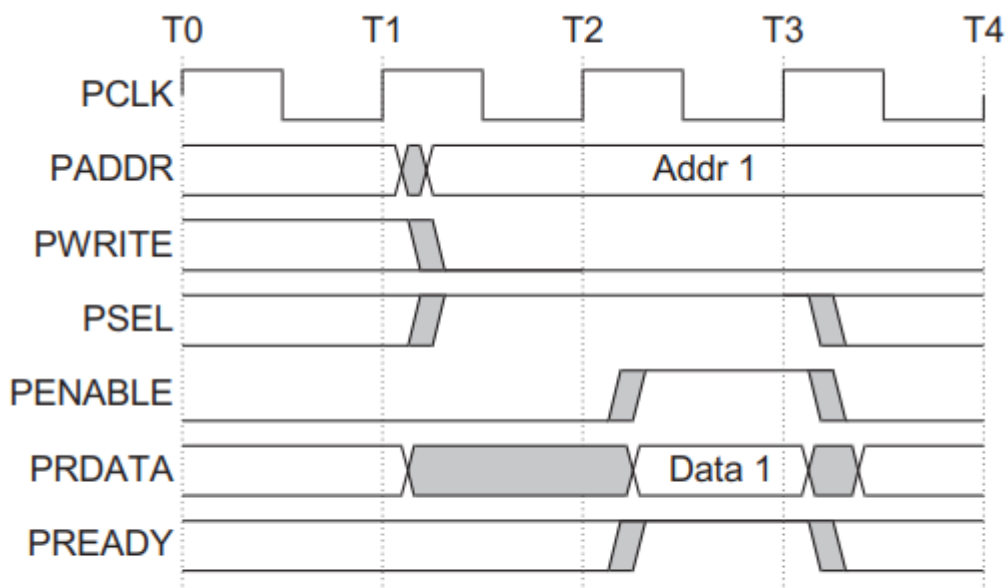 T0 T1 T2 T3 T4
PCLK
PADDR Addr 1
PWRITE
PSEL
PENABLE
PRDATA Data 1
PREADY